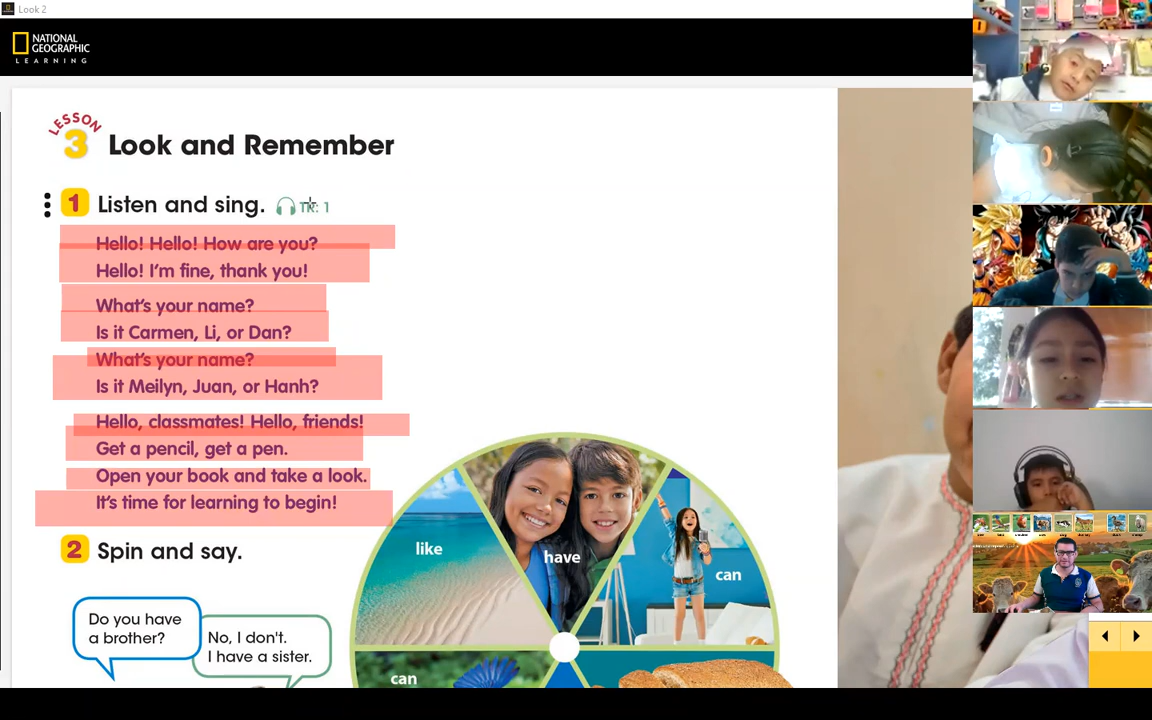 Look 2
NATIONAL
GEOGRAPHIC
LEARNING
LESSON
3
Look and Remember
1 Listen and sing. TR: 1
Hello! Hello! How are you?
Hello! I'm fine, thank you!
What's your name?
Is it Carmen, Li, or Dan?
What's your name?
Is it Meilyn, Juan, or Hanh?
Hello, classmates! Hello, friends!
Get a pencil, get a pen.
Open your book and take a look.
It's time for learning to begin!
2 Spin and say.
like
have
can
Do you have
a brother?
No, I don't.
I have a sister.
can